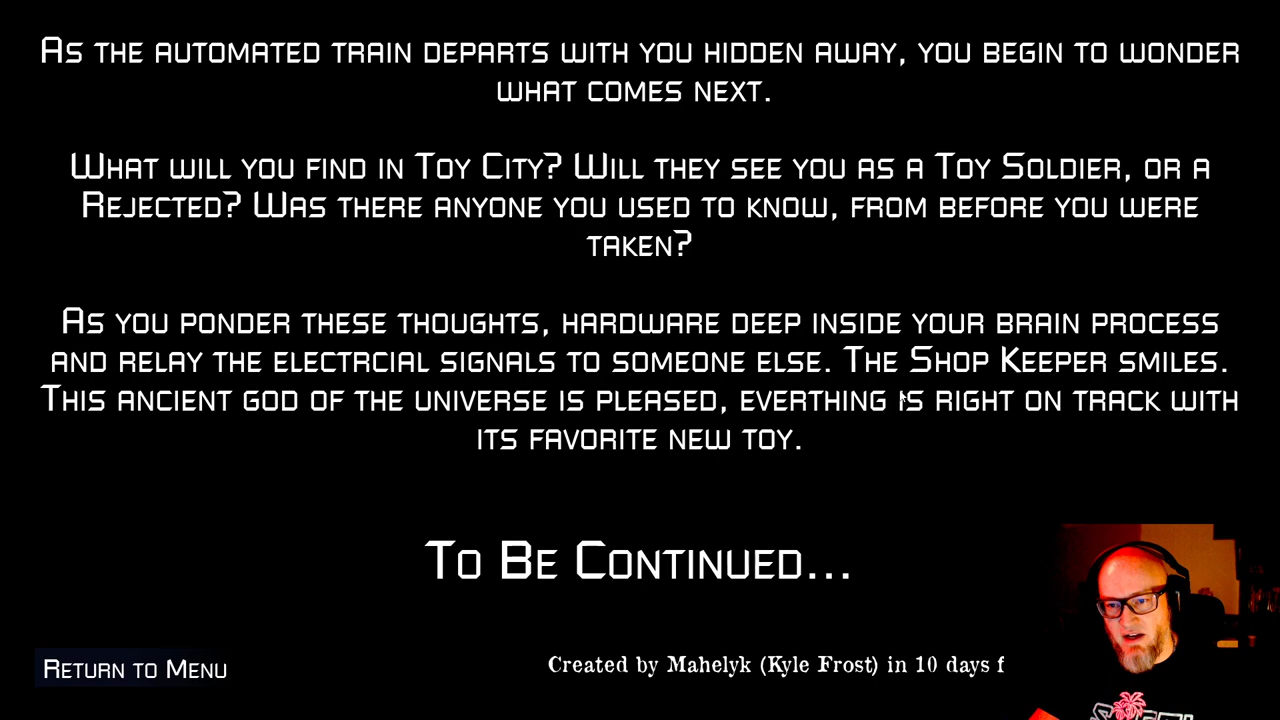 As the automated train departs with you hidden away, you begin to wonder
what comes next.
What will you find in Toy City? Will they see you as a Toy Soldier, or a
Rejected? Was there anyone you used to know, from before you were
taken?
As you ponder these thoughts, hardware deep inside your brain process
and relay the electrcial signals to someone else. The Shop Keeper smiles.
This ancient god of the universe is pleased, everthing is right on track with
its favorite new toy.
To Be Continued...
Return to Menu
Created by Mahelyk (Kyle Frost) in 10 days f